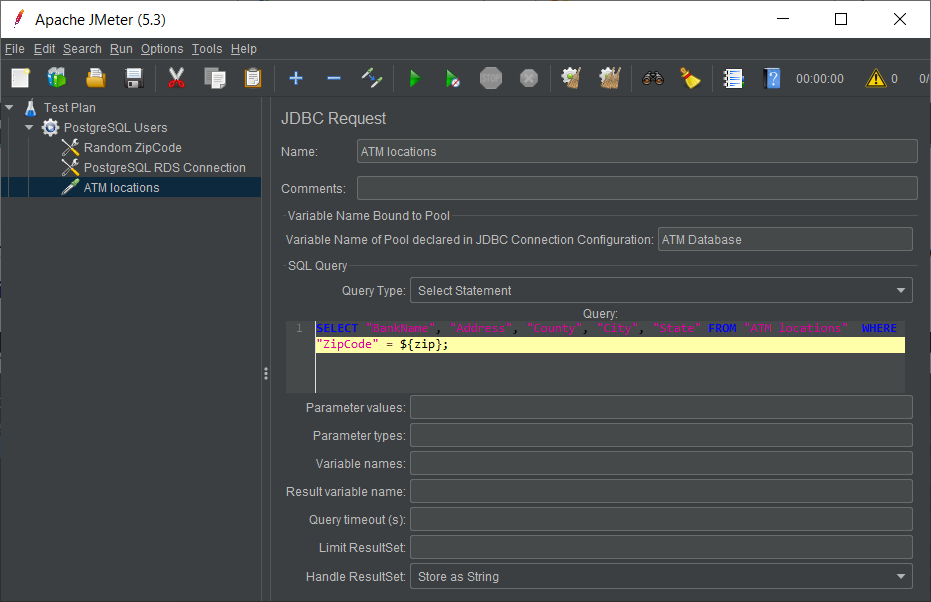 Apache JMeter (5.3)
File Edit Search Run Options Tools Help
STOP 00:00:00 0 0/
Test Plan
PostgreSQL Users
Random ZipCode
PostgreSQL RDS Connection
ATM locations
JDBC Request
Name: ATM locations
Comments:
Variable Name Bound to Pool
Variable Name of Pool declared in JDBC Connection Configuration: ATM Database
SQL Query
Query Type: Select Statement
Query:
1 SELECT "BankName", "Address", "County", "City", "State" FROM "ATM locations" WHERE
"ZipCode" = ${zip};
Parameter values:
Parameter types:
Variable names:
Result variable name:
Query timeout (s):
Limit ResultSet:
Handle ResultSet: Store as String